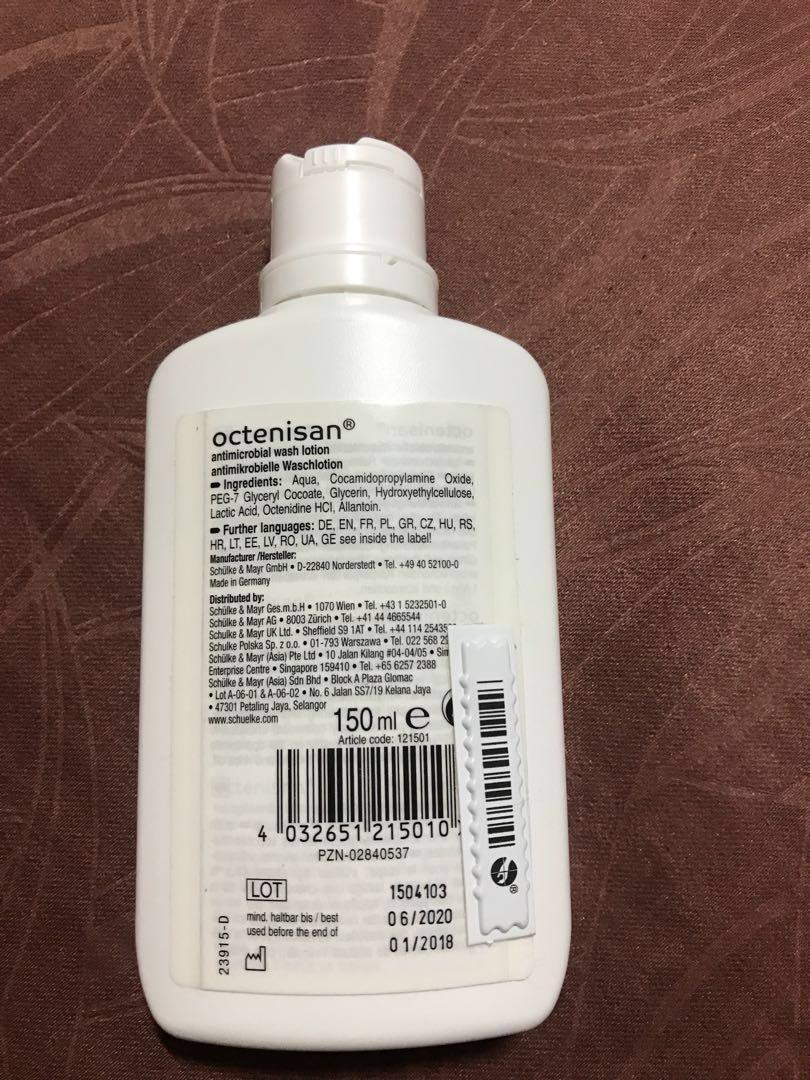 octenisan®
antimicrobial wash lotion
antimikrobielle Waschlotion
Ingredients: Aqua, Cocamidopropylamine Oxide,
PEG-7 Glyceryl Cocoate, Glycerin, Hydroxyethylcellulose,
Lactic Acid, Octenidine HCl, Allantoin.
Further languages: DE, EN, FR, PL, GR, CZ, HU, RS,
HR, LT, EE, LV, RO, UA, GE see inside the label!
Manufacturer /Hersteller:
Schülke & Mayr GmbH • D-22840 Norderstedt • Tel. +49 40 52100-0
Made in Germany
Distributed by:
Schülke & Mayr Ges.m.b.H • 1070 Wien • Tel. +43 1 5232501-0
Schülke & Mayr AG • 8003 Zürich • Tel. +41 44 4665544
Schülke & Mayr UK Ltd. • Sheffield S9 1AT • Tel. +44 114 25435
Schulke Polska Sp. z o.o. • 01-793 Warszawa • Tel. 022 568 2
Schülke & Mayr (Asia) Pte Ltd • 10 Jalan Kilang #04-04/05 •
Enterprise Centre • Singapore 159410 • Tel. +65 6257 2388
Schülke & Mayr (Asia) Sdn Bhd • Block A Plaza Glomac
• Lot A-06-01 & A-06-02 • No. 6 Jalan SS7/19 Kelana Jaya
• 47301 Petaling Jaya, Selangor
www.schuelke.com
150 ml e
Article code: 121501
4 032651 215010
PZN-02840537
LOT 1504103
mind. haltbar bis / best
used before the end of
06/2020
01/2018
23915-D